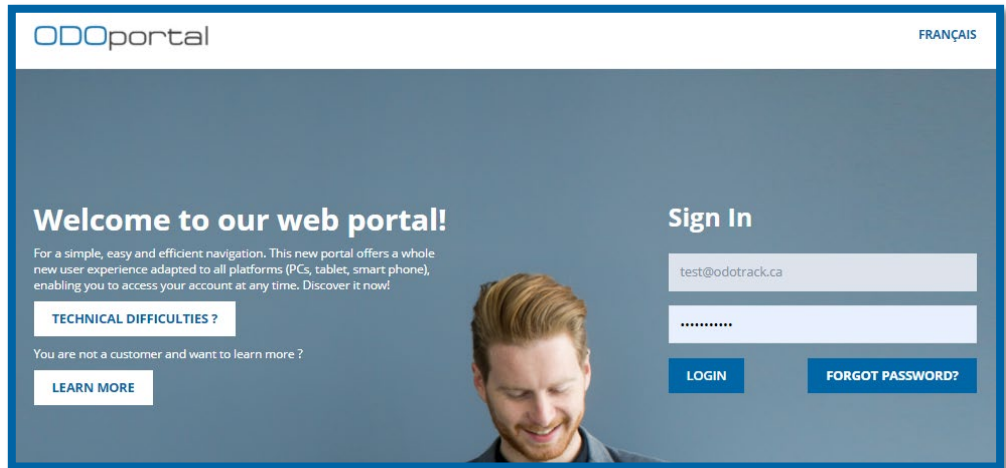 ODOportal
FRANÇAIS
Welcome to our web portal!
For a simple, easy and efficient navigation. This new portal offers a whole
new user experience adapted to all platforms (PCs, tablet, smart phone),
enabling you to access your account at any time. Discover it now!
TECHNICAL DIFFICULTIES ?
You are not a customer and want to learn more ?
LEARN MORE
Sign In
test@odotrack.ca
•••••••••••
LOGIN
FORGOT PASSWORD?